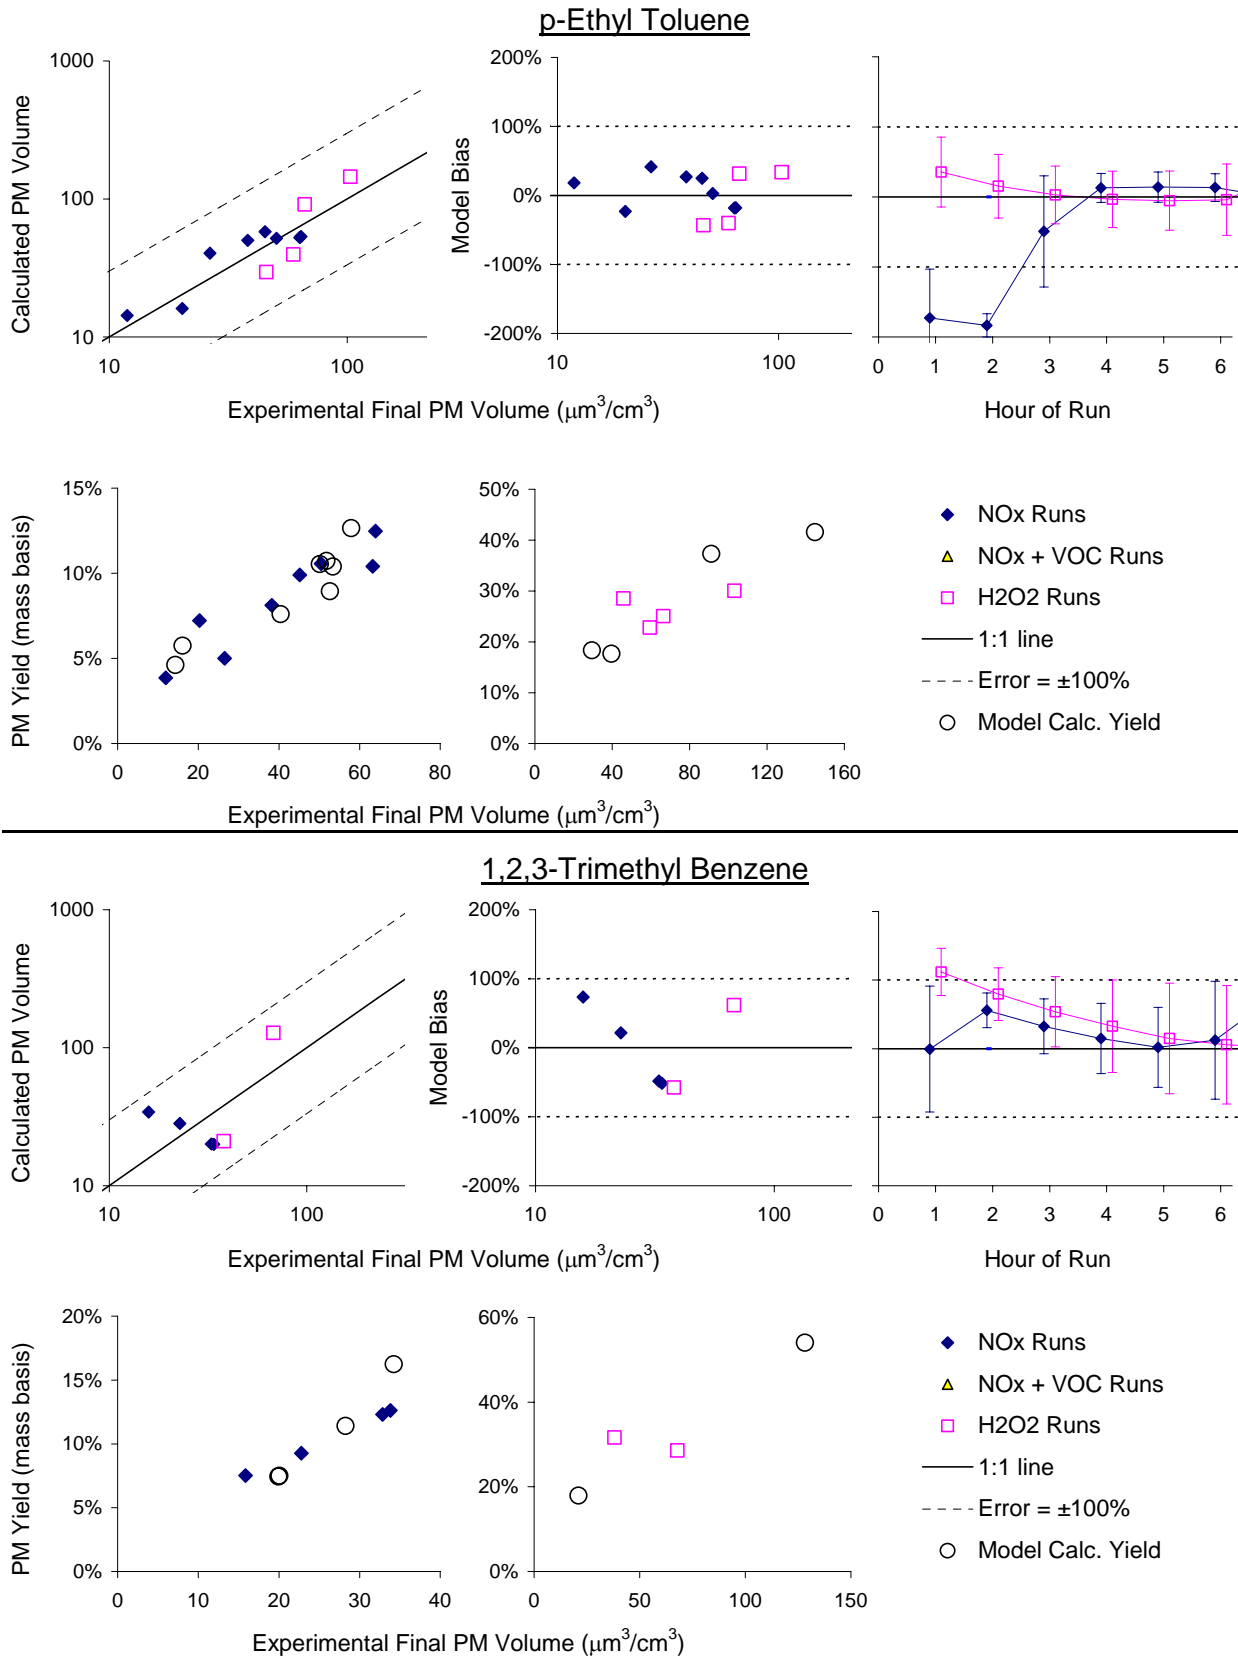 p-Ethyl Toluene
1000
100
10
10 100
Calculated PM Volume
200%
100%
0%
-100%
-200%
10 100
Model Bias
0 1 2 3 4 5 6
Experimental Final PM Volume (μm³/cm³)
Hour of Run
15%
10%
5%
0%
0 20 40 60 80
PM Yield (mass basis)
50%
40%
30%
20%
10%
0%
0 40 80 120 160
Experimental Final PM Volume (μm³/cm³)
NOx Runs
NOx + VOC Runs
H2O2 Runs
1:1 line
Error = ±100%
Model Calc. Yield
1,2,3-Trimethyl Benzene
1000
100
10
10 100
Calculated PM Volume
200%
100%
0%
-100%
-200%
10 100
Model Bias
0 1 2 3 4 5 6
Experimental Final PM Volume (μm³/cm³)
Hour of Run
20%
15%
10%
5%
0%
0 10 20 30 40
PM Yield (mass basis)
60%
40%
20%
0%
0 50 100 150
Experimental Final PM Volume (μm³/cm³)
NOx Runs
NOx + VOC Runs
H2O2 Runs
1:1 line
Error = ±100%
Model Calc. Yield